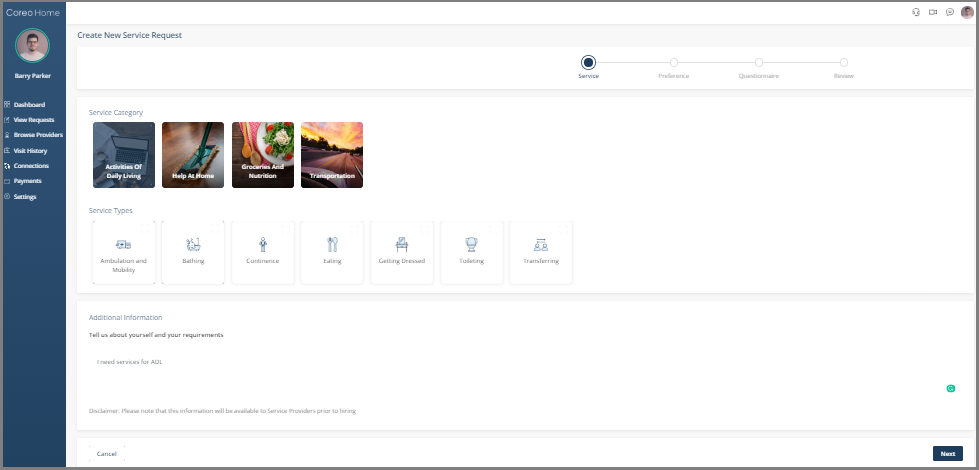 Coreo Home
Barry Parker
Dashboard
View Requests
Browse Providers
Visit History
Connections
Payments
Settings
Create New Service Request
Service
Preference
Questionnaire
Review
Service Category
Activities Of
Daily Living
Help At Home
Groceries And
Nutrition
Transportation
Service Types
Ambulation and
Mobility
Bathing
Continence
Eating
Getting Dressed
Toileting
Transferring
Additional Information
Tell us about yourself and your requirements
I need services for ADL
Disclaimer: Please note that this information will be available to Service Providers prior to hiring
Cancel
Next